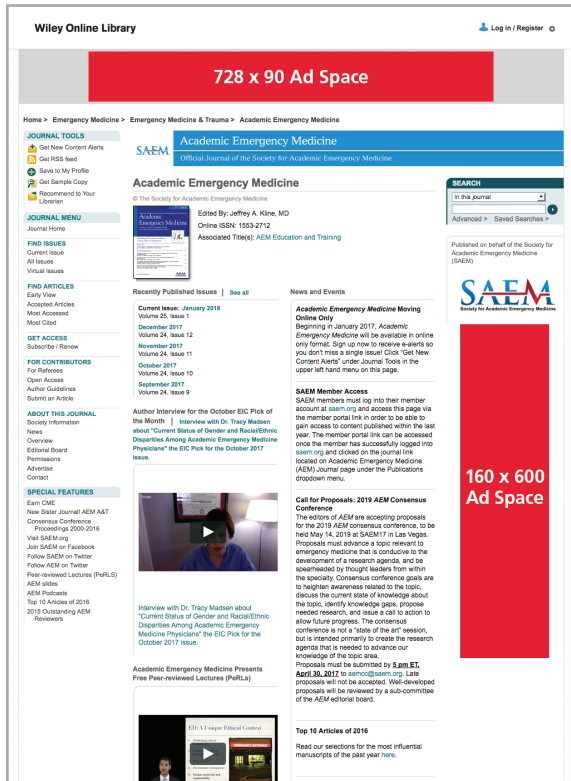 Wiley Online Library
Log in / Register
728 x 90 Ad Space
Home > Emergency Medicine > Emergency Medicine & Trauma > Academic Emergency Medicine
JOURNAL TOOLS
Get New Content Alerts
Get RSS feed
Save to My Profile
Get Sample Copy
Recommend to Your
Librarian
JOURNAL MENU
Journal Home
FIND ISSUES
Current Issue
All Issues
Virtual Issues
FIND ARTICLES
Early View
Accepted Articles
Most Accessed
Most Cited
GET ACCESS
Subscribe / Renew
FOR CONTRIBUTORS
For Referees
Open Access
Author Guidelines
Submit an Article
ABOUT THIS JOURNAL
Society Information
News
Overview
Editorial Board
Permissions
Advertise
Contact
SPECIAL FEATURES
Earn CME
New Sister Journal! AEM A&T
Consensus Conference
Proceedings 2000-2016
Visit SAEM.org
Join SAEM on Facebook
Follow SAEM on Twitter
Follow AEM on Twitter
Peer-reviewed Lectures (PeRLS)
AEM slides
AEM Podcasts
Top 10 Articles of 2016
2015 Outstanding AEM
Reviewers
SAEM
Academic Emergency Medicine
Official Journal of the Society for Academic Emergency Medicine
Academic Emergency Medicine
© The Society for Academic Emergency Medicine
Academic
Emergency Medicine
AEM
Edited By: Jeffrey A. Kline, MD
Online ISSN: 1553-2712
Associated Title(s): AEM Education and Training
Recently Published Issues | See all
Current Issue: January 2018
Volume 25, Issue 1
December 2017
Volume 24, Issue 12
November 2017
Volume 24, Issue 11
October 2017
Volume 24, Issue 10
September 2017
Volume 24, Issue 9
Author Interview for the October EIC Pick of
the Month | Interview with Dr. Tracy Madsen
about "Current Status of Gender and Racial/Ethnic
Disparities Among Academic Emergency Medicine
Physicians" the EIC Pick for the October 2017
issue.
Google
Interview with Dr. Tracy Madsen about
"Current Status of Gender and Racial/Ethnic
Disparities Among Academic Emergency
Medicine Physicians" the EIC Pick for the
October 2017 issue.
Academic Emergency Medicine Presents
Free Peer-reviewed Lectures (PeRLs)
ED: A Unique Ethical Context
News and Events
Academic Emergency Medicine Moving
Online Only
Beginning in January 2017, Academic
Emergency Medicine will be available in online
only format. Sign up now to receive e-alerts so
you don't miss a single issue! Click "Get New
Content Alerts" under Journal Tools in the
upper left hand menu on this page.
SAEM Member Access
SAEM members must log into their member
account at saem.org and access this page via
the member portal link in order to be able to
gain access to content published within the last
year. The member portal link can be accessed
once the member has successfully logged into
saem.org and clicked on the journal link
located on Academic Emergency Medicine
(AEM) Journal page under the Publications
dropdown menu.
Call for Proposals: 2019 AEM Consensus
Conference
The editors of AEM are accepting proposals
for the 2019 AEM consensus conference, to be
held May 14, 2019 at SAEM17 in Las Vegas.
Proposals must advance a topic relevant to
emergency medicine that is conducive to the
development of a research agenda, and be
spearheaded by thought leaders from within
the specialty. Consensus conference goals are
to heighten awareness related to the topic,
discuss the current state of knowledge about
the topic, identify knowledge gaps, propose
needed research, and issue a call to action to
allow future progress. The consensus
conference is not a "state of the art" session,
but is intended primarily to create the research
agenda that is needed to advance our
knowledge of the topic area.
Proposals must be submitted by 5 pm ET,
April 30, 2017 to aemcc@saem.org. Late
proposals will not be accepted. Well-developed
proposals will be reviewed by a sub-committee
of the AEM editorial board.
Top 10 Articles of 2016
Read our selections for the most influential
manuscripts of the past year here.
SEARCH
In this journal
Advanced > Saved Searches >
Published on behalf of the Society for
Academic Emergency Medicine
(SAEM)
SAEM
Society for Academic Emergency Medicine
160 x 600
Ad Space